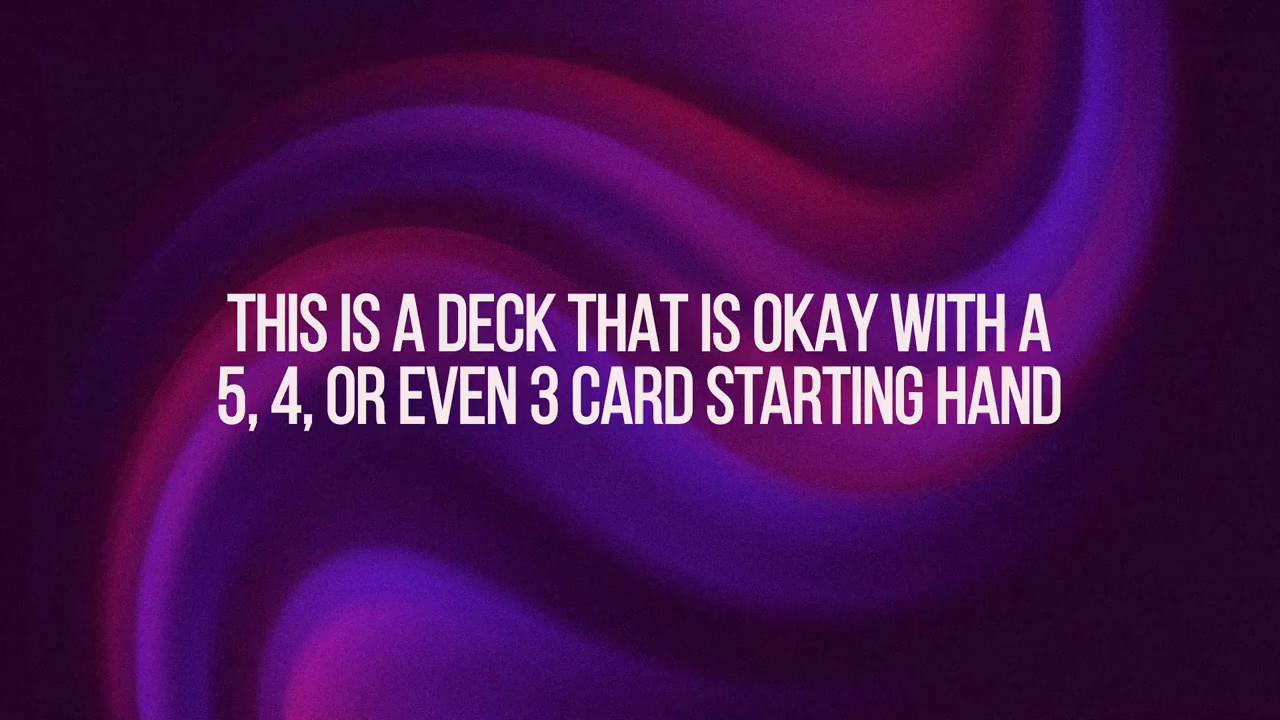 THIS IS A DECK THAT IS OKAY WITH A
5, 4, OR EVEN 3 CARD STARTING HAND